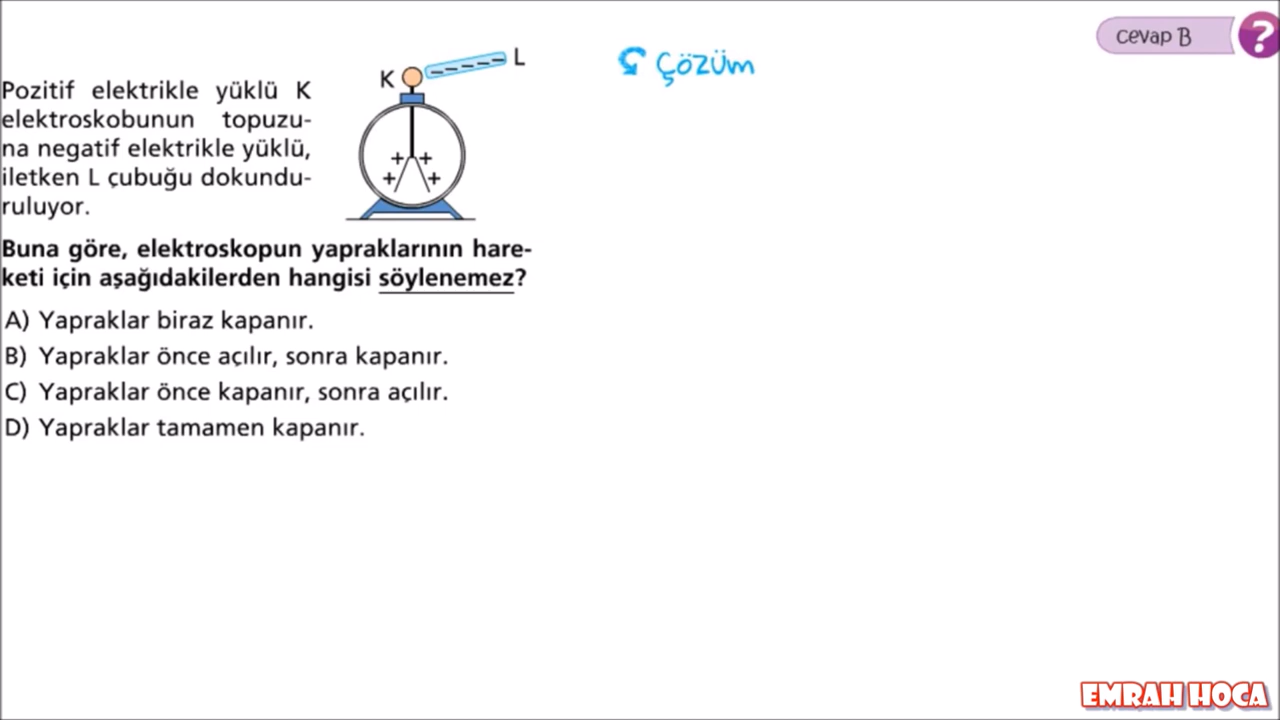 Cevap B
?
Çözüm
K
L
Pozitif elektrikle yüklü K
elektroskobunun topuzu-
na negatif elektrikle yüklü,
iletken L çubuğu dokundu-
ruluyor.
Buna göre, elektroskopun yapraklarının hare-
keti için aşağıdakilerden hangisi söylenemez?
A) Yapraklar biraz kapanır.
B) Yapraklar önce açılır, sonra kapanır.
C) Yapraklar önce kapanır, sonra açılır.
D) Yapraklar tamamen kapanır.
EMRAH HOCA